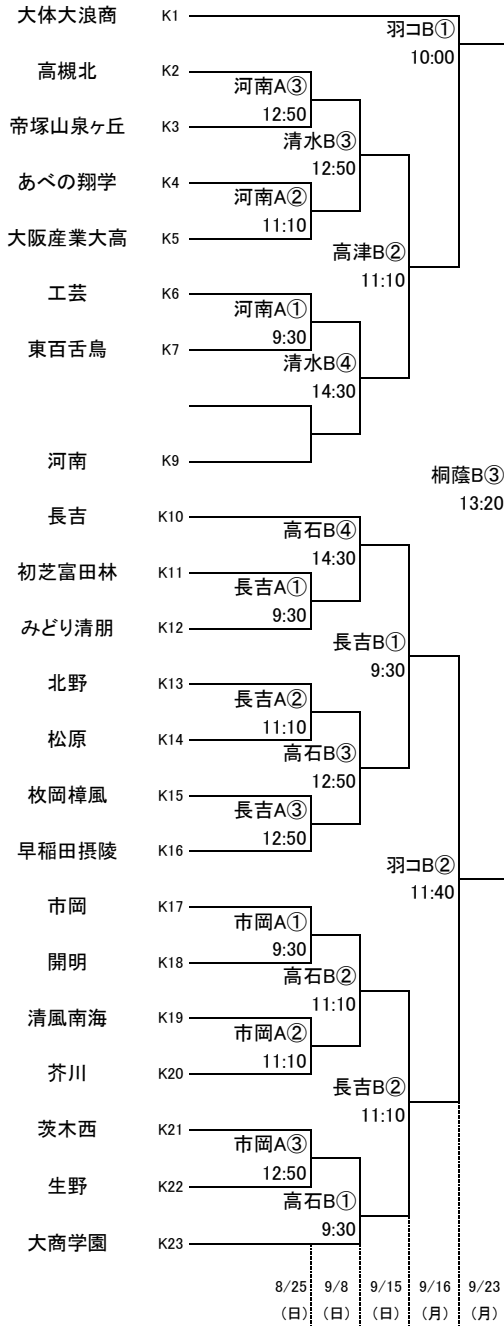 大体大浪商 K1
羽コB①
10:00
高槻北 K2
河南A③
12:50
帝塚山泉ヶ丘 K3
清水B③
12:50
あべの翔学 K4
河南A②
11:10
大阪産業大高 K5
高津B②
11:10
工芸 K6
河南A①
9:30
東百舌鳥 K7
清水B④
14:30
河南 K9
桐蔭B③
13:20
長吉 K10
高石B④
14:30
初芝富田林 K11
長吉A①
9:30
みどり清朋 K12
長吉B①
9:30
北野 K13
長吉A②
11:10
松原 K14
高石B③
12:50
枚岡樟風 K15
長吉A③
12:50
早稲田摂陵 K16
羽コB②
11:40
市岡 K17
市岡A①
9:30
開明 K18
高石B②
11:10
清風南海 K19
市岡A②
11:10
芥川 K20
長吉B②
11:10
茨木西 K21
市岡A③
12:50
生野 K22
高石B①
9:30
大商学園 K23
8/25 9/8 9/15 9/16 9/23
（日） （日） （日） （月） （月）